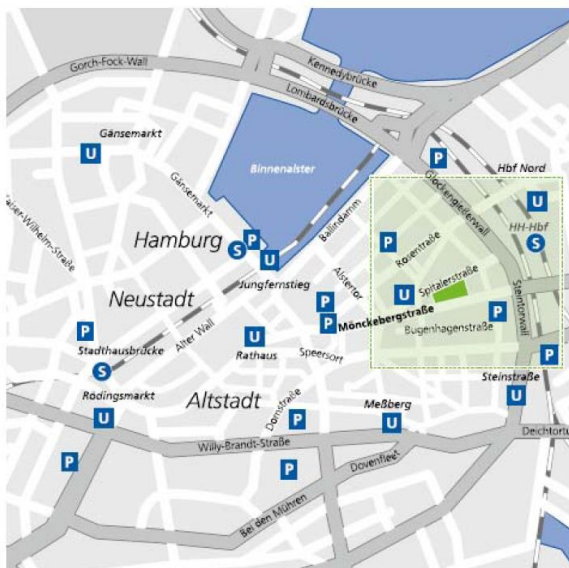 Kennedybrücke
Gorch-Fock-Wall
Lombardsbrücke
Gänsemarkt
U
P
Hbf Nord
Binnenalster
Glockengießerwall
Gänsemarkt
U
Ballindamm
HH-Hbf
S
Rosentraße
P
Hamburg
S
P
U
Jungfernstieg
Alstertor
Spitalerstraße
U
Steintorwall
Neustadt
P
P
Mönckebergstraße
P
Bugenhagenstraße
P
Alter Wall
U
Rathaus
Speersort
P
Stadthausbrücke
S
Rödingsmarkt
U
Steinstraße
U
Altstadt
Domstraße
P
Meßberg
U
Willy-Brandt-Straße
Deichtortu
P
P
Dovenfleet
Bei den Mühren